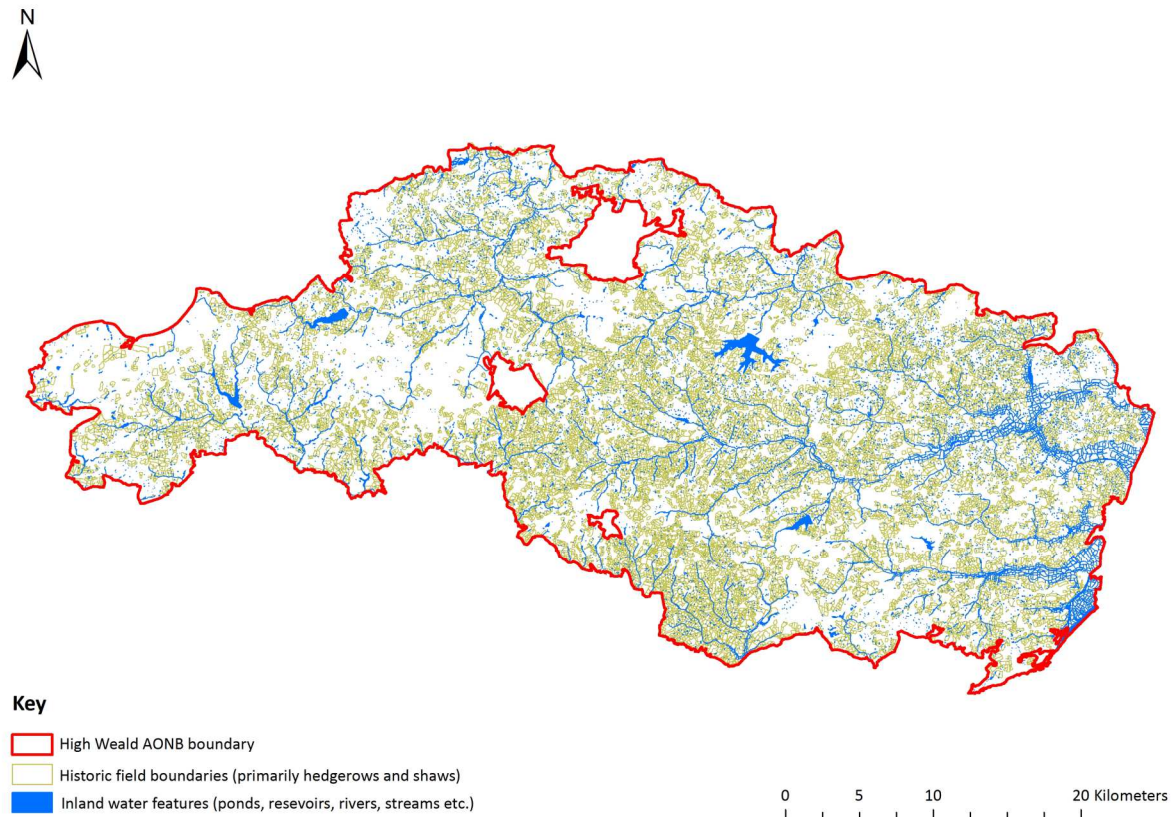 N
Key
High Weald AONB boundary
Historic field boundaries (primarily hedgerows and shaws)
Inland water features (ponds, resevoirs, rivers, streams etc.)
0 5 10 20 Kilometers